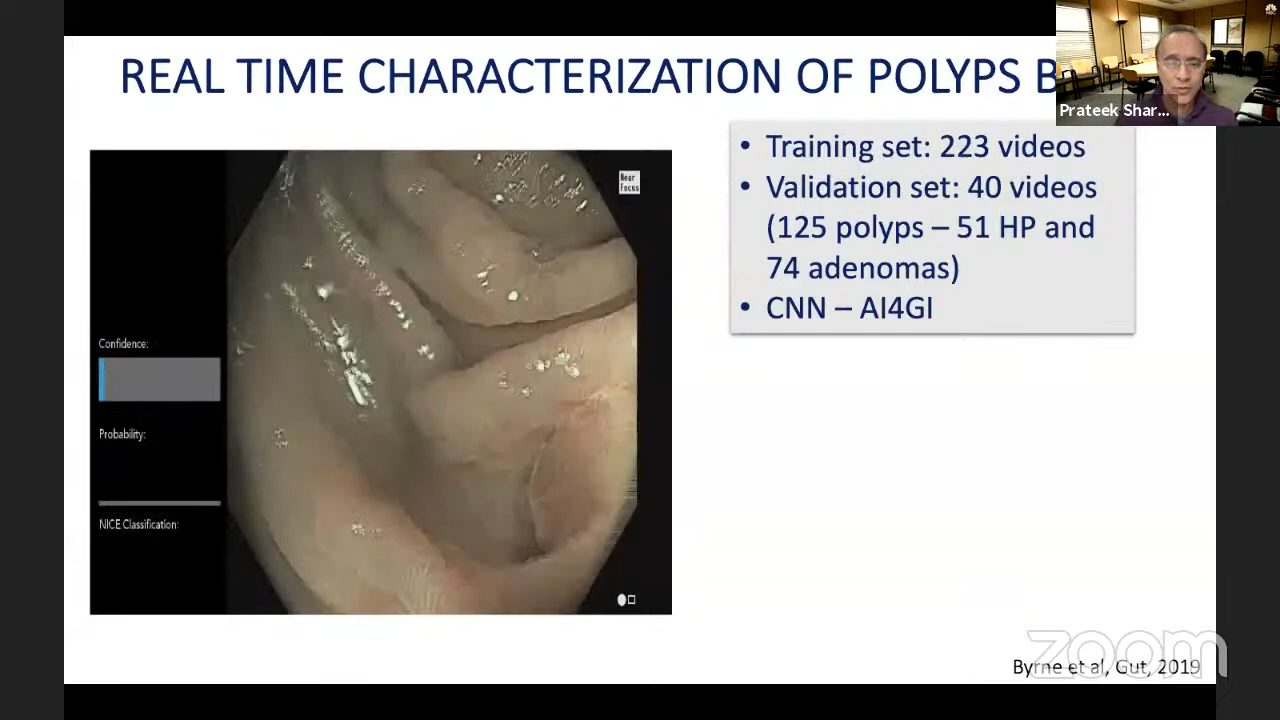 REAL TIME CHARACTERIZATION OF POLYPS B
Prateek Shar...
Near
Focus
Confidence:
Probability:
NICE Classification:
• Training set: 223 videos
• Validation set: 40 videos
(125 polyps – 51 HP and
74 adenomas)
• CNN – AI4GI
zoom
Byrne et al, Gut, 2019